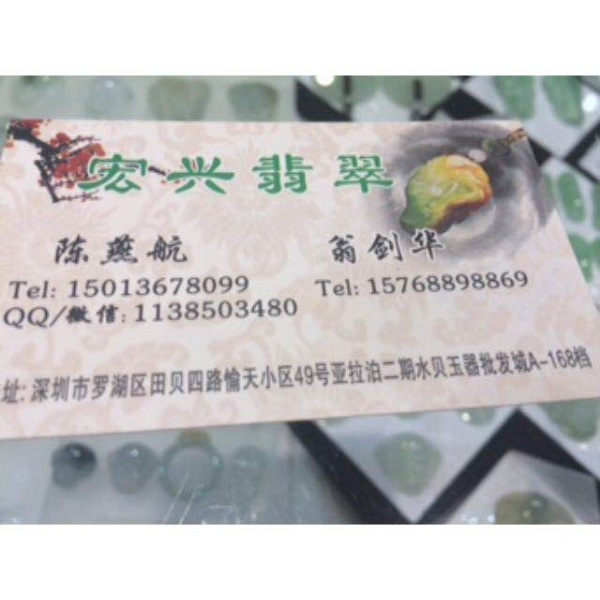 宏兴翡翠
陈燕航 翁剑华
Tel: 15013678099 Tel: 15768898869
QQ/微信: 1138503480
址: 深圳市罗湖区田贝四路愉天小区49号亚拉泊二期水贝玉器批发城A-168档